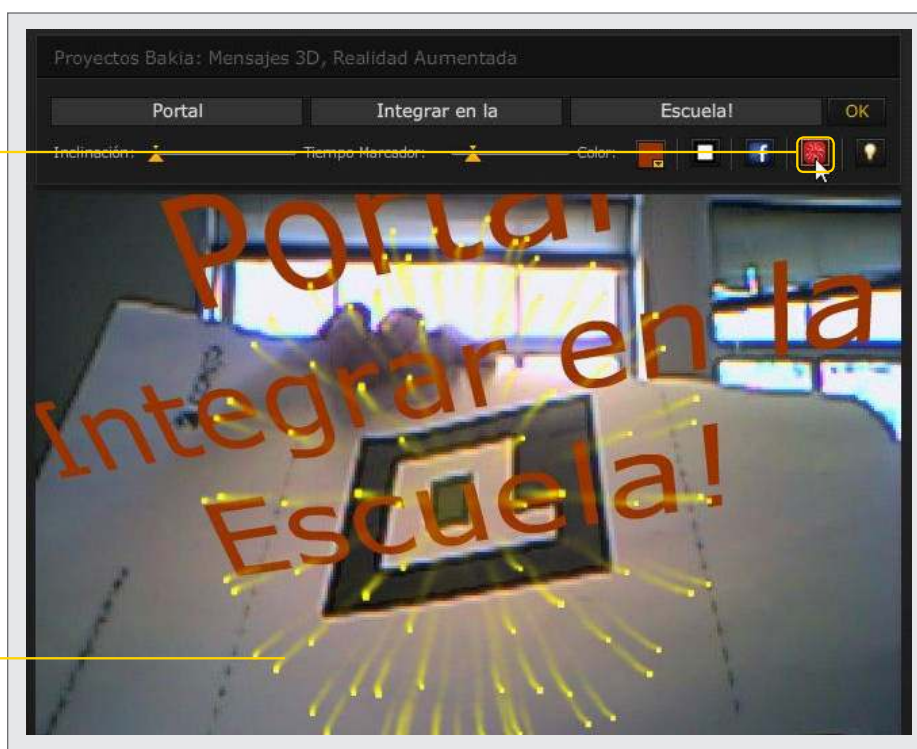 Proyectos Bakia: Mensajes 3D, Realidad Aumentada
Portal Integrar en la Escuela! OK
Inclinación: Tiempo Marcador: Color:
Portal
Integrar en la
Escuela!